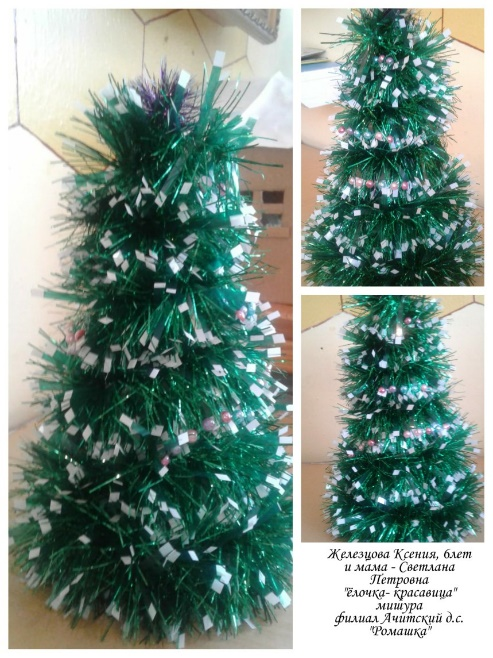 Железцова Ксения, 6лет
и мама - Светлана
Петровна
"ёлочка- красавица"
мишура
филиал Ачитский д.с.
"Ромашка"